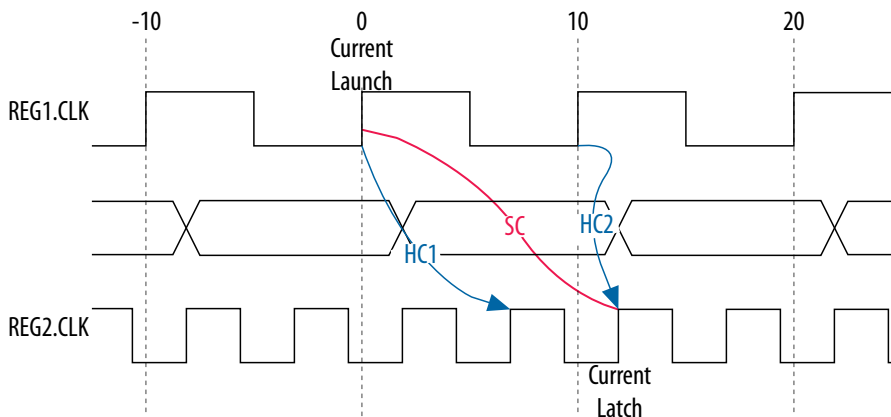 -10 0 10 20
Current
Launch
REG1.CLK
SC
HC2
HC1
REG2.CLK
Current
Latch